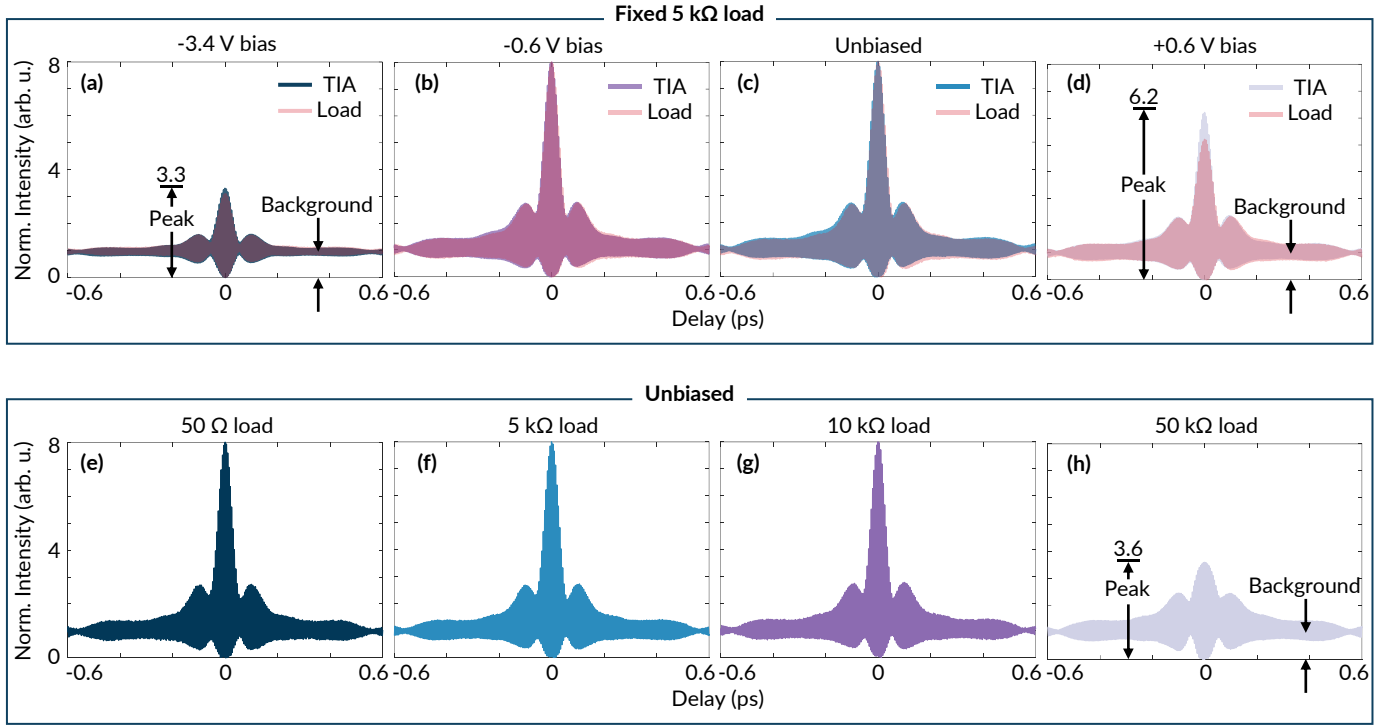 Fixed 5 kΩ load
-3.4 V bias
-0.6 V bias
Unbiased
+0.6 V bias
Norm. Intensity (arb. u.)
8
4
0
(a)
TIA
Load
3.3
Peak
Background
-0.6
0
0.6
(b)
TIA
Load
-0.6
0
0.6
(c)
TIA
Load
-0.6
0
0.6
(d)
TIA
Load
6.2
Peak
Background
-0.6
0
0.6
Delay (ps)
Unbiased
50 Ω load
5 kΩ load
10 kΩ load
50 kΩ load
Norm. Intensity (arb. u.)
8
4
0
(e)
-0.6
0
0.6
(f)
-0.6
0
0.6
(g)
-0.6
0
0.6
(h)
3.6
Peak
Background
-0.6
0
0.6
Delay (ps)